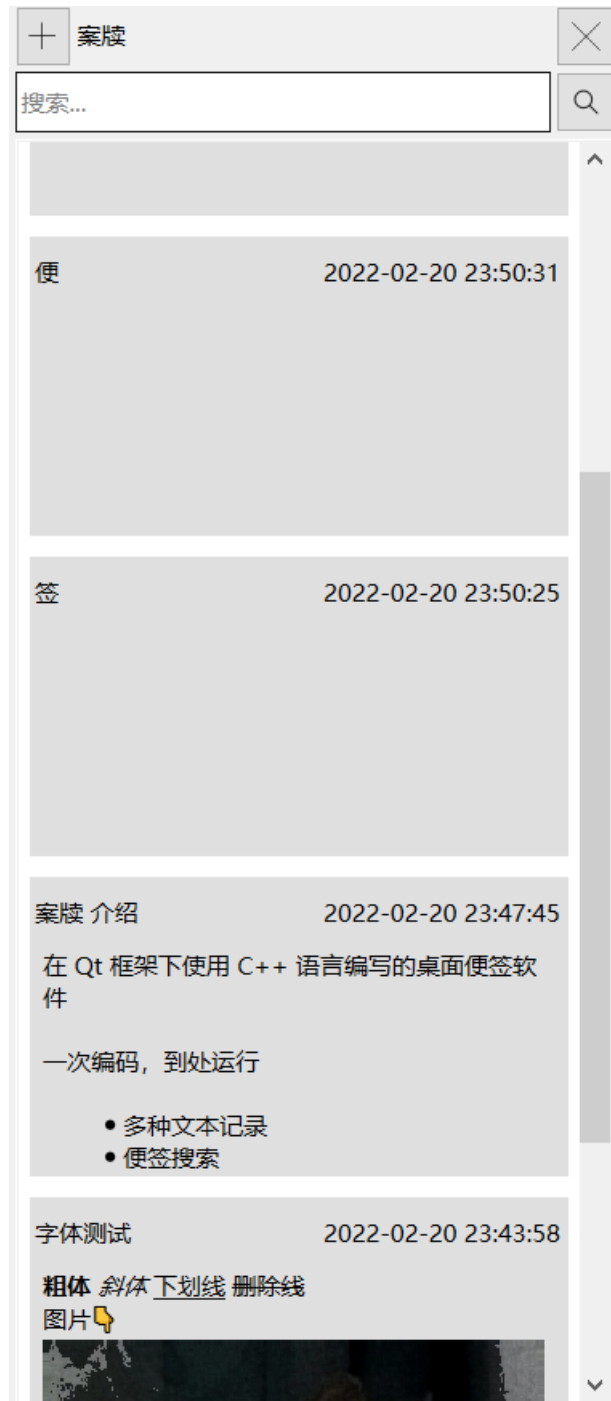 案牍
搜索...
便 2022-02-20 23:50:31
签 2022-02-20 23:50:25
案牍 介绍 2022-02-20 23:47:45
在 Qt 框架下使用 C++ 语言编写的桌面便签软
件
一次编码，到处运行
• 多种文本记录
• 便签搜索
字体测试 2022-02-20 23:43:58
粗体 斜体 下划线 删除线
图片👇